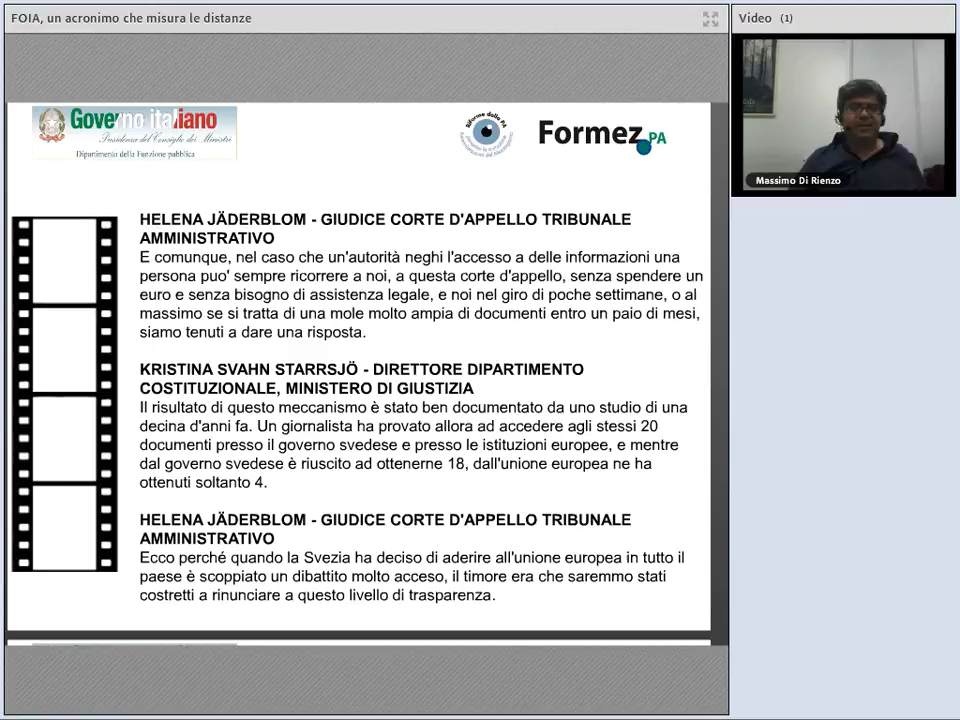 FOIA, un acronimo che misura le distanze
Video (1)
Massimo Di Rienzo
Governo italiano
Presidenza del Consiglio dei Ministri
Dipartimento della Funzione pubblica
Riforme della PA
Formez PA
HELENA JÄDERBLOM - GIUDICE CORTE D'APPELLO TRIBUNALE
AMMINISTRATIVO
E comunque, nel caso che un'autorità neghi l'accesso a delle informazioni una
persona puo' sempre ricorrere a noi, a questa corte d'appello, senza spendere un
euro e senza bisogno di assistenza legale, e noi nel giro di poche settimane, o al
massimo se si tratta di una mole molto ampia di documenti entro un paio di mesi,
siamo tenuti a dare una risposta.
KRISTINA SVAHN STARRSJÖ - DIRETTORE DIPARTIMENTO
COSTITUZIONALE, MINISTERO DI GIUSTIZIA
Il risultato di questo meccanismo è stato ben documentato da uno studio di una
decina d'anni fa. Un giornalista ha provato allora ad accedere agli stessi 20
documenti presso il governo svedese e presso le istituzioni europee, e mentre
dal governo svedese è riuscito ad ottenerne 18, dall'unione europea ne ha
ottenuti soltanto 4.
HELENA JÄDERBLOM - GIUDICE CORTE D'APPELLO TRIBUNALE
AMMINISTRATIVO
Ecco perché quando la Svezia ha deciso di aderire all'unione europea in tutto il
paese è scoppiato un dibattito molto acceso, il timore era che saremmo stati
costretti a rinunciare a questo livello di trasparenza.